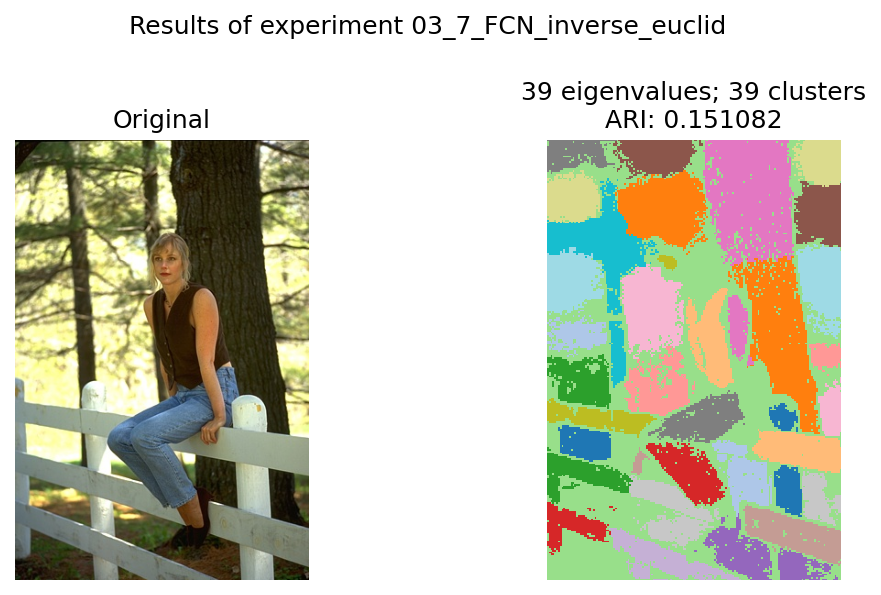 Results of experiment 03_7_FCN_inverse_euclid
Original
39 eigenvalues; 39 clusters
ARI: 0.151082